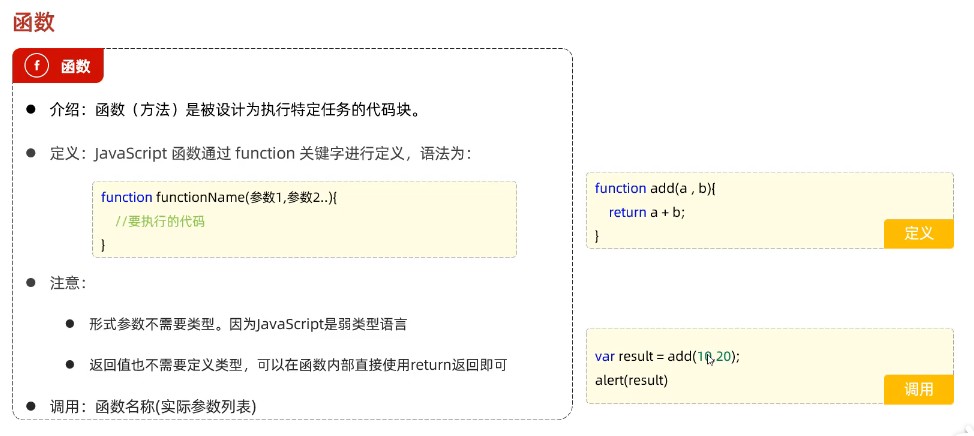 函数
函数
介绍：函数（方法）是被设计为执行特定任务的代码块。
定义：JavaScript 函数通过 function 关键字进行定义，语法为：
function functionName(参数1,参数2..){
//要执行的代码
}
注意：
形式参数不需要类型。因为JavaScript是弱类型语言
返回值也不需要定义类型，可以在函数内部直接使用return返回即可
调用：函数名称(实际参数列表)
function add(a , b){
return a + b;
}
定义
var result = add(10,20);
alert(result)
调用